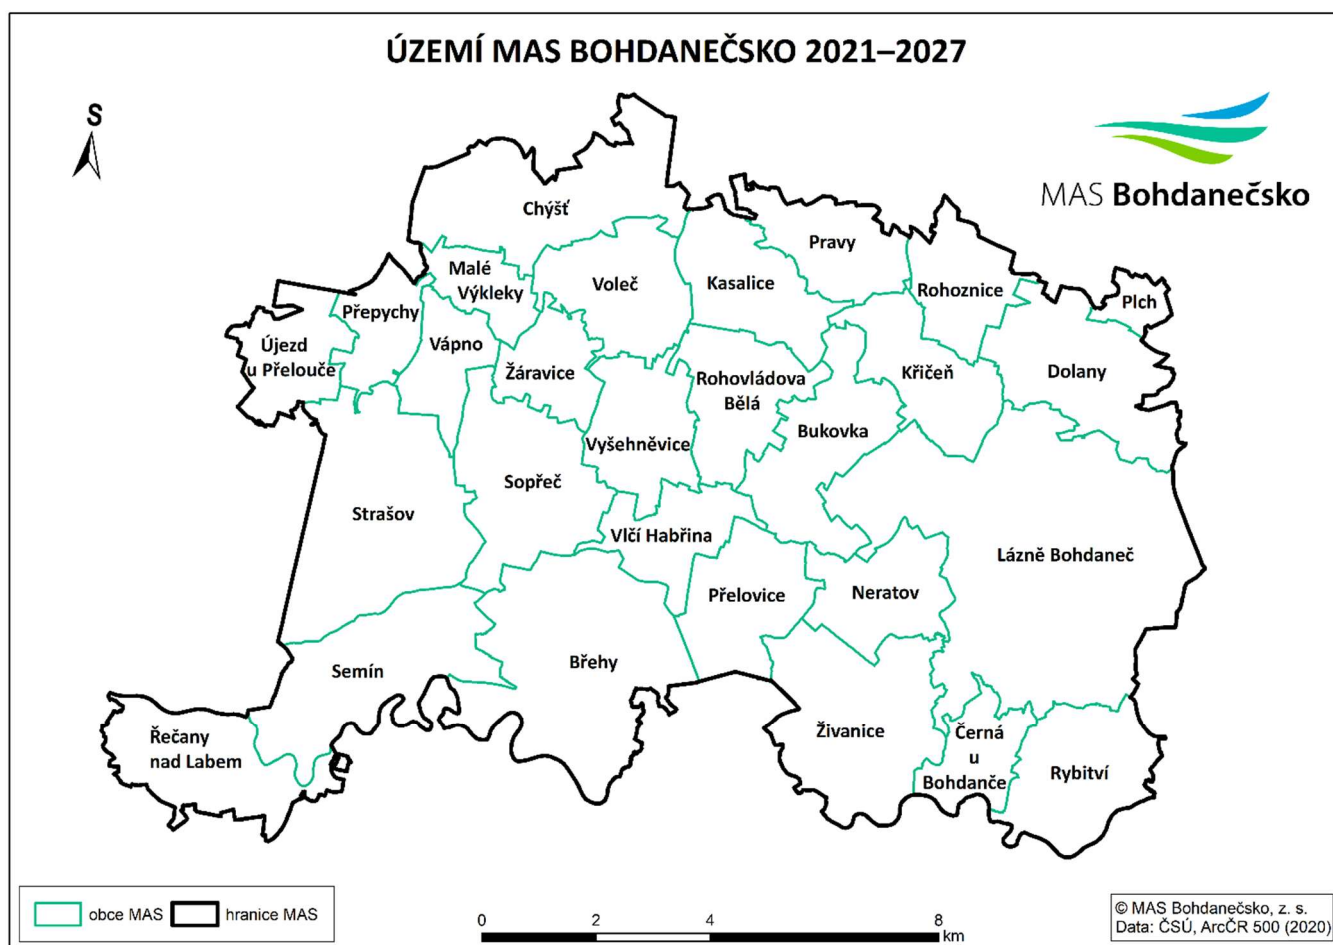 ÚZEMÍ MAS BOHDANEČSKO 2021–2027
S
MAS Bohdanečsko
Chýšť
Pravy
Malé
Výkleky
Voleč
Kasalice
Rohoznice
Plch
Přepychy
Újezd
u Přelouče
Vápno
Žáravice
Rohovládova
Bělá
Křičeň
Dolany
Vyšehněvice
Bukovka
Sopřeč
Strašov
Vlčí Habřina
Lázně Bohdaneč
Přelovice
Neratov
Semín
Břehy
Řečany
nad Labem
Živanice
Černá
u
Bohdanče
Rybitví
obce MAS
hranice MAS
0 2 4 8
km
© MAS Bohdanečsko, z. s.
Data: ČSÚ, ArcČR 500 (2020)